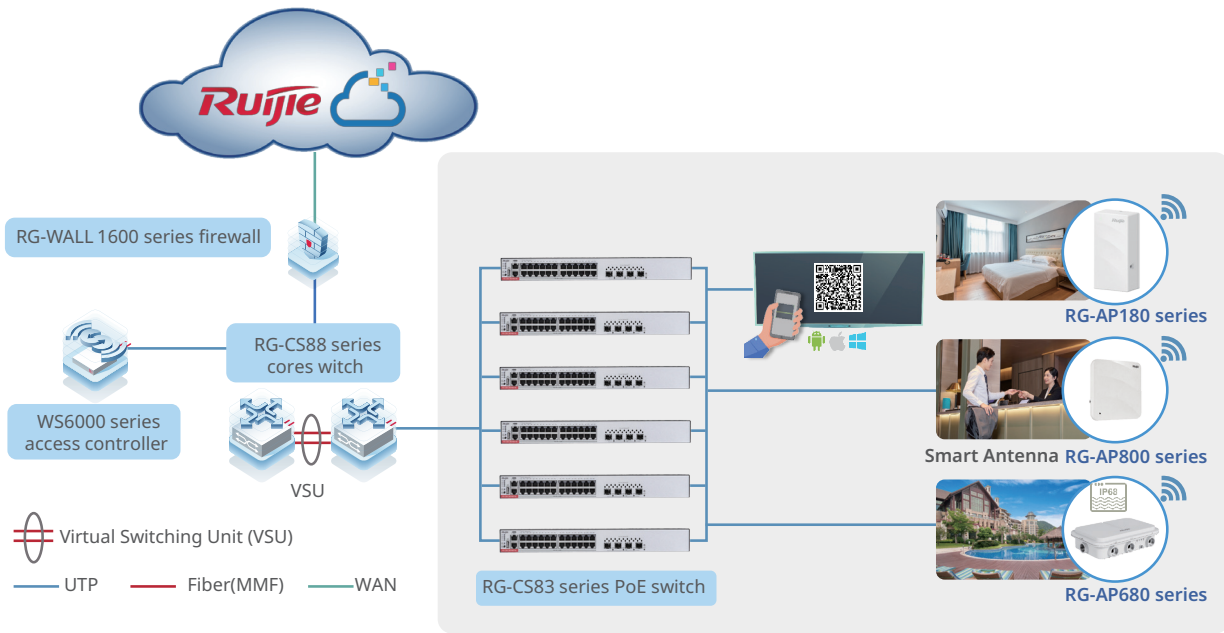 Ruijie
RG-WALL 1600 series firewall
RG-CS88 series
cores witch
WS6000 series
access controller
VSU
Virtual Switching Unit (VSU)
UTP
Fiber(MMF)
WAN
RG-CS83 series PoE switch
RG-AP180 series
Smart Antenna
RG-AP800 series
IP68
RG-AP680 series